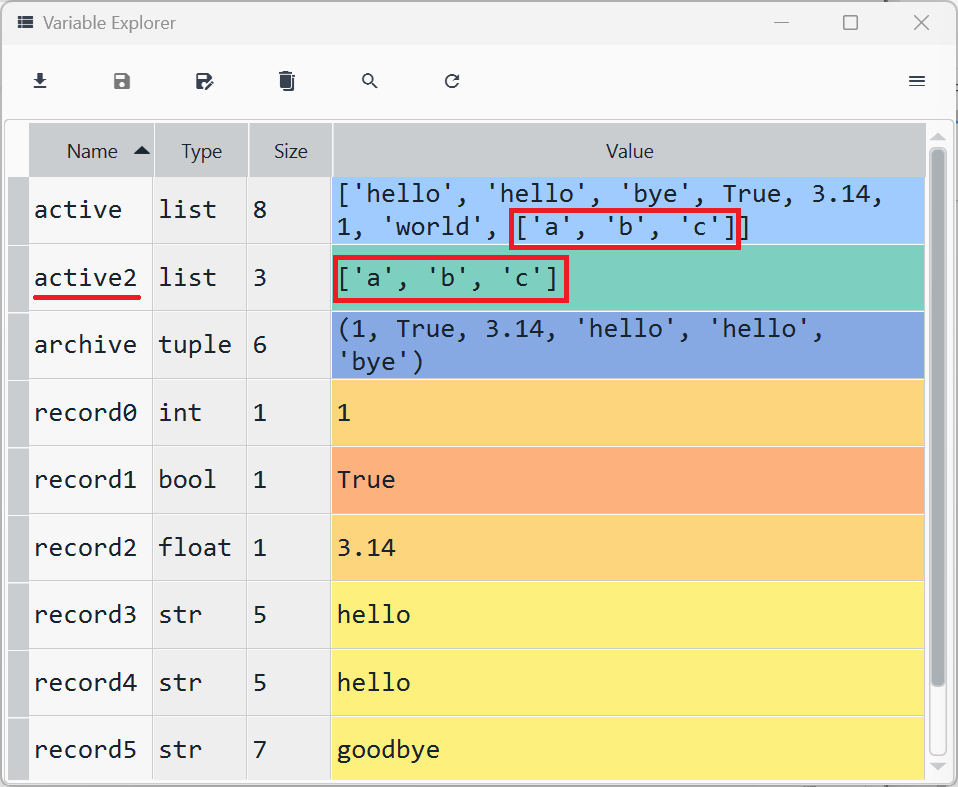 Variable Explorer
Name Type Size Value
active list 8 ['hello', 'hello', 'bye', True, 3.14,
1, 'world', ['a', 'b', 'c']]
active2 list 3 ['a', 'b', 'c']
archive tuple 6 (1, True, 3.14, 'hello', 'hello',
'bye')
record0 int 1 1
record1 bool 1 True
record2 float 1 3.14
record3 str 5 hello
record4 str 5 hello
record5 str 7 goodbye